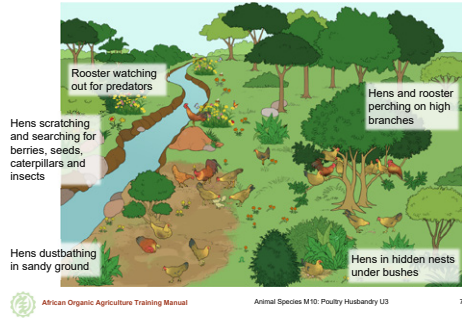 Rooster watching
out for predators
Hens and rooster
perching on high
branches
Hens scratching
and searching for
berries, seeds,
caterpillars and
insects
Hens dustbathing
in sandy ground
Hens in hidden nests
under bushes
African Organic Agriculture Training Manual
Animal Species M10: Poultry Husbandry U3
7